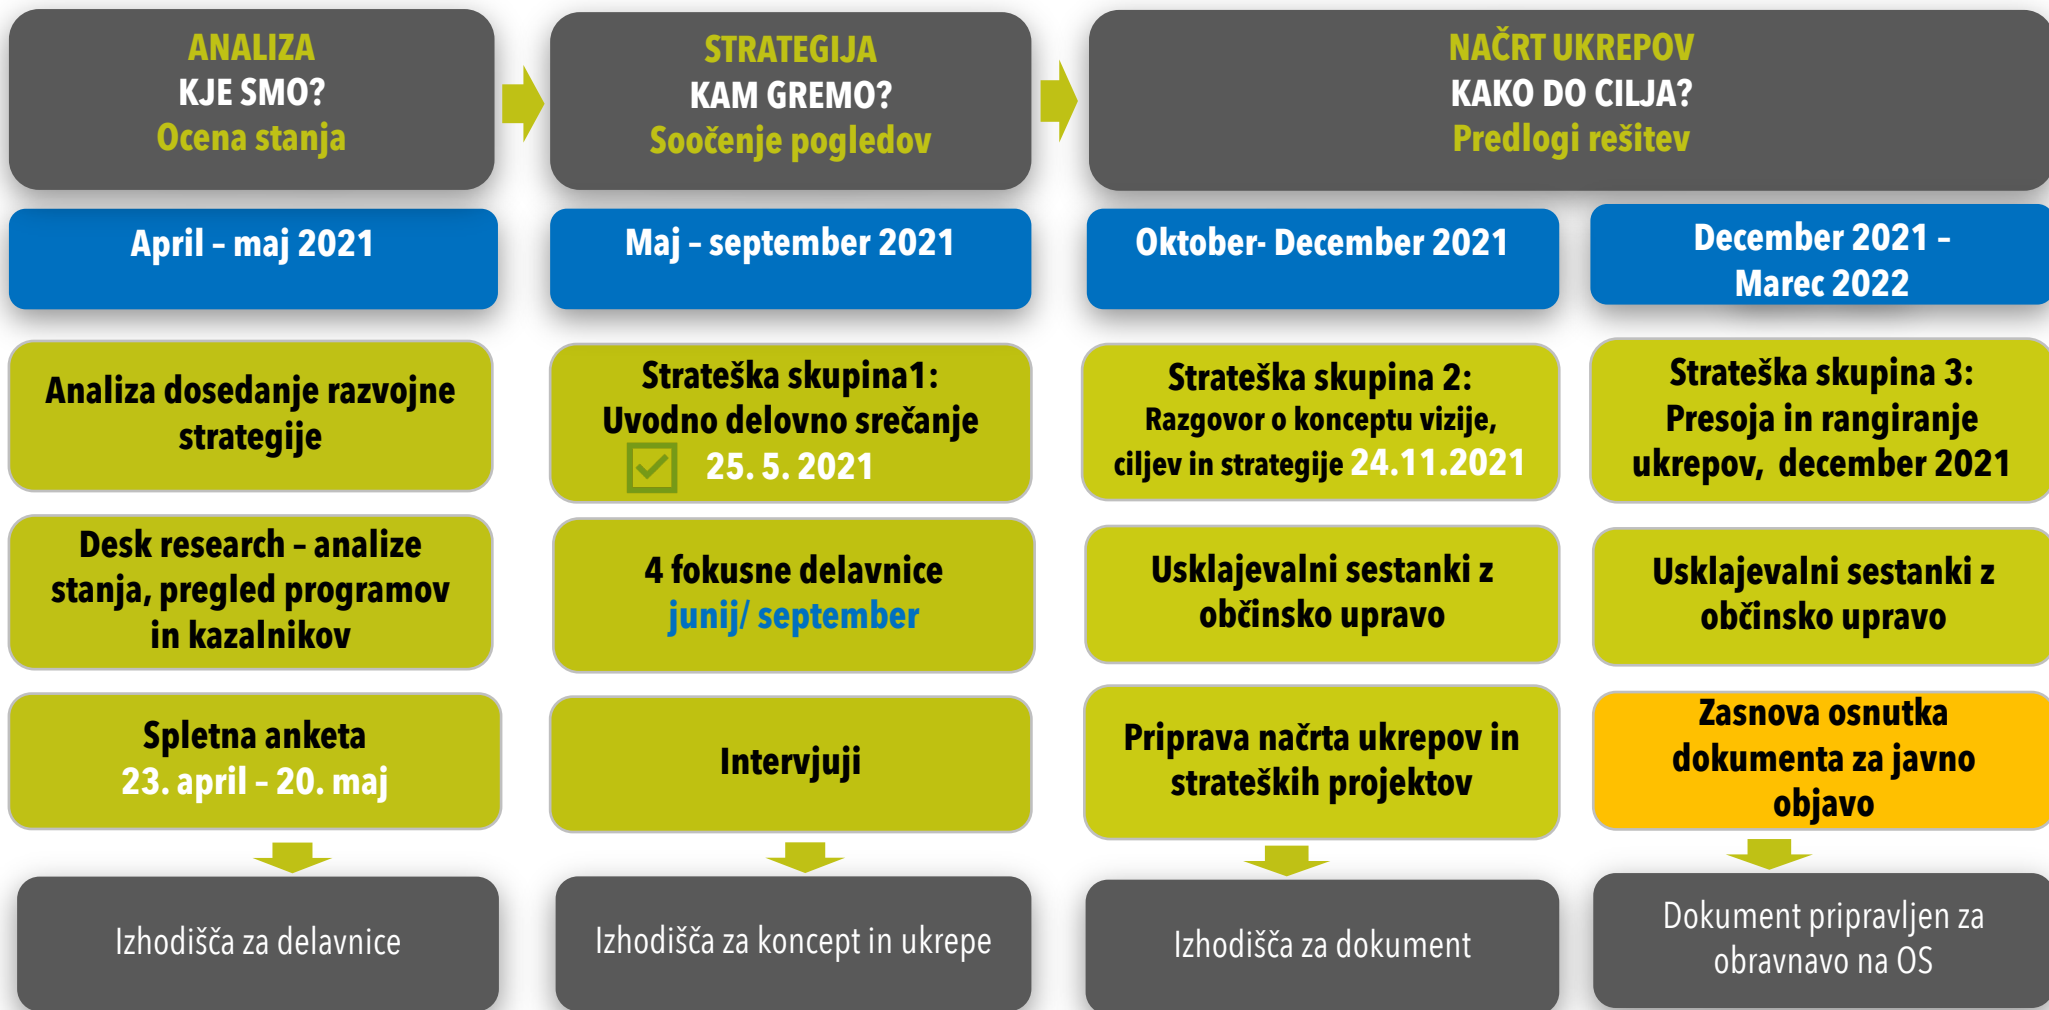 ANALIZA
KJE SMO?
Ocena stanja
STRATEGIJA
KAM GREMO?
Soočenje pogledov
NAČRT UKREPOV
KAKO DO CILJA?
Predlogi rešitev
April – maj 2021
Maj – september 2021
Oktober- December 2021
December 2021 –
Marec 2022
Analiza dosedanje razvojne
strategije
Strateška skupina1:
Uvodno delovno srečanje
25. 5. 2021
Strateška skupina 2:
Razgovor o konceptu vizije,
ciljev in strategije 24.11.2021
Strateška skupina 3:
Presoja in rangiranje
ukrepov, december 2021
Desk research – analize
stanja, pregled programov
in kazalnikov
4 fokusne delavnice
junij/ september
Usklajevalni sestanki z
občinsko upravo
Usklajevalni sestanki z
občinsko upravo
Spletna anketa
23. april – 20. maj
Intervjuji
Priprava načrta ukrepov in
strateških projektov
Zasnova osnutka
dokumenta za javno
objavo
Izhodišča za delavnice
Izhodišča za koncept in ukrepe
Izhodišča za dokument
Dokument pripravljen za
obravnavo na OS